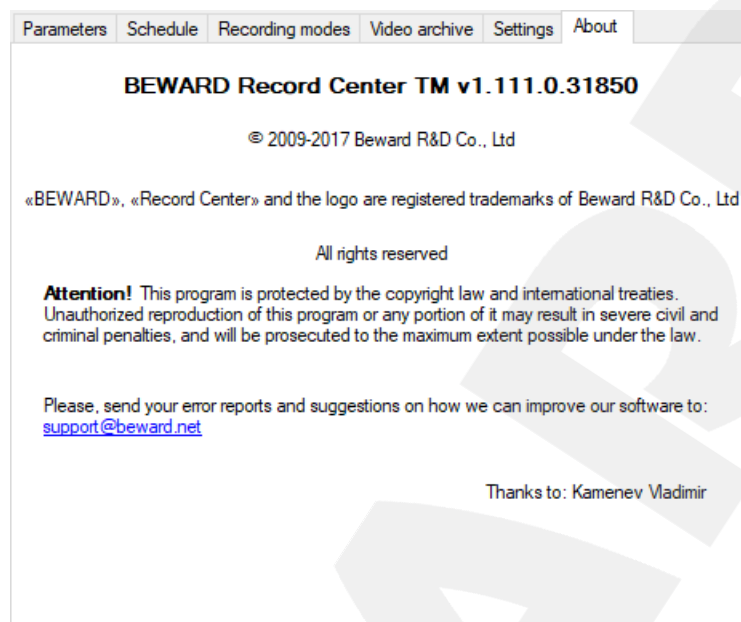 Parameters Schedule Recording modes Video archive Settings About
BEWARD Record Center TM v1.111.0.31850
© 2009-2017 Beward R&D Co., Ltd
«BEWARD», «Record Center» and the logo are registered trademarks of Beward R&D Co., Ltd
All rights reserved
Attention! This program is protected by the copyright law and international treaties.
Unauthorized reproduction of this program or any portion of it may result in severe civil and
criminal penalties, and will be prosecuted to the maximum extent possible under the law.
Please, send your error reports and suggestions on how we can improve our software to:
support@beward.net
Thanks to: Kamenev Vladimir